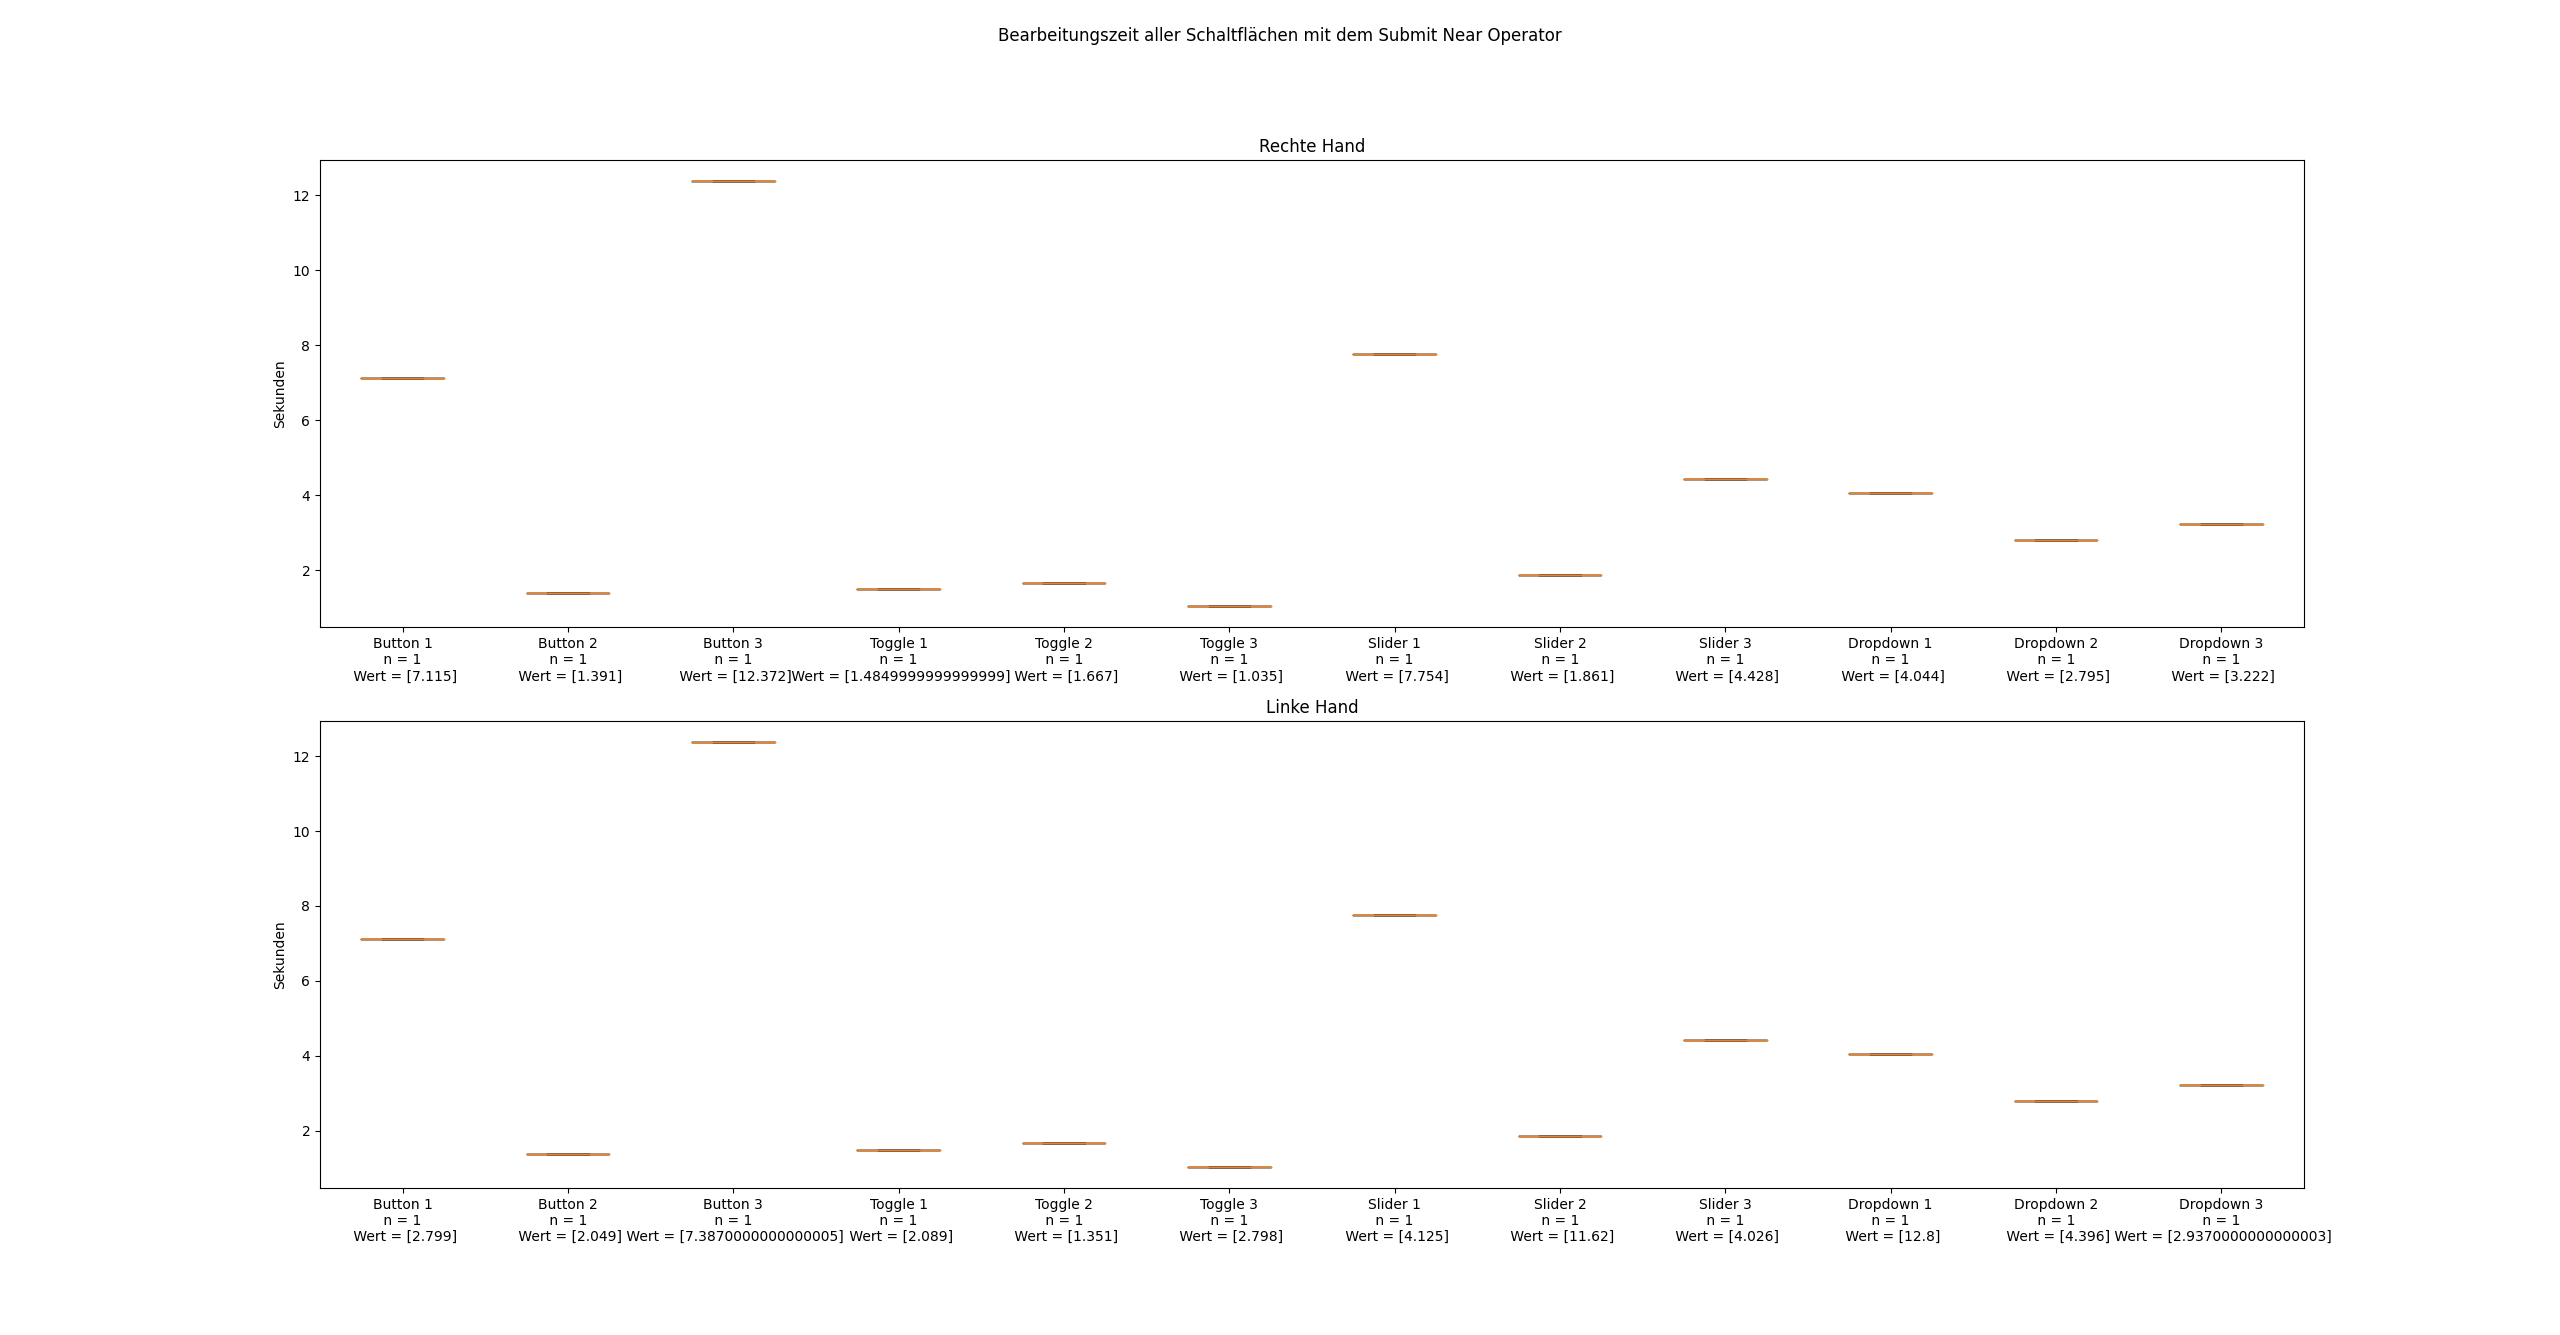 Bearbeitungszeit aller Schaltflächen mit dem Submit Near Operator
Rechte Hand
Sekunden
12
10
8
6
4
2
Button 1 Button 2 Button 3 Toggle 1 Toggle 2 Toggle 3 Slider 1 Slider 2 Slider 3 Dropdown 1 Dropdown 2 Dropdown 3
n = 1 n = 1 n = 1 n = 1 n = 1 n = 1 n = 1 n = 1 n = 1 n = 1 n = 1 n = 1
Wert = [7.115] Wert = [1.391] Wert = [12.372] Wert = [1.4849999999999999] Wert = [1.667] Wert = [1.035] Wert = [7.754] Wert = [1.861] Wert = [4.428] Wert = [4.044] Wert = [2.795] Wert = [3.222]
Linke Hand
Sekunden
12
10
8
6
4
2
Button 1 Button 2 Button 3 Toggle 1 Toggle 2 Toggle 3 Slider 1 Slider 2 Slider 3 Dropdown 1 Dropdown 2 Dropdown 3
n = 1 n = 1 n = 1 n = 1 n = 1 n = 1 n = 1 n = 1 n = 1 n = 1 n = 1 n = 1
Wert = [2.799] Wert = [2.049] Wert = [7.3870000000000005] Wert = [2.089] Wert = [1.351] Wert = [2.798] Wert = [4.125] Wert = [11.62] Wert = [4.026] Wert = [12.8] Wert = [4.396] Wert = [2.9370000000000003]